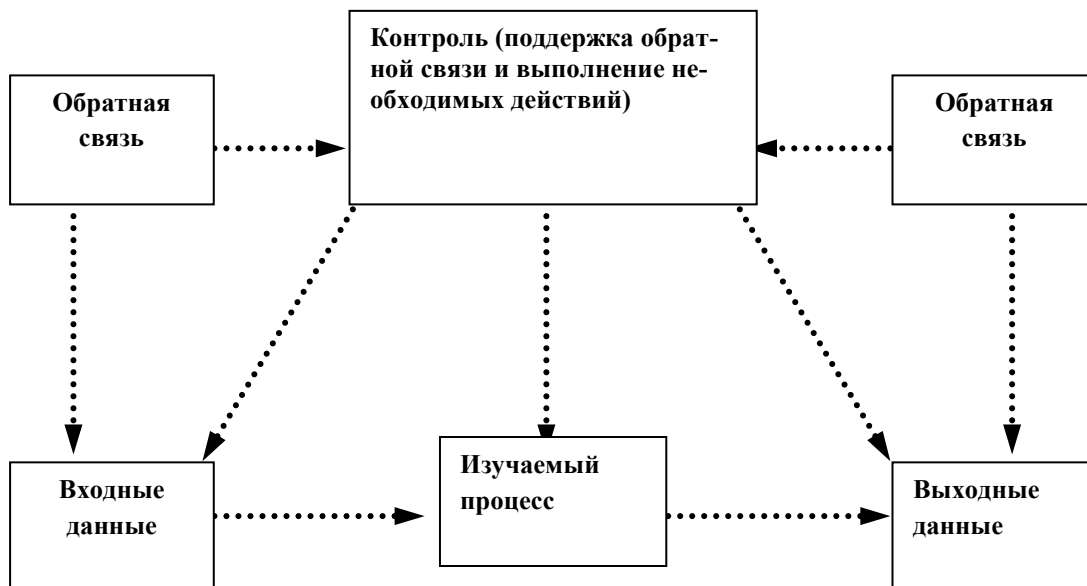 Контроль (поддержка обрат-
ной связи и выполнение не-
обходимых действий)
Обратная
связь
Обратная
связь
Входные
данные
Изучаемый
процесс
Выходные
данные